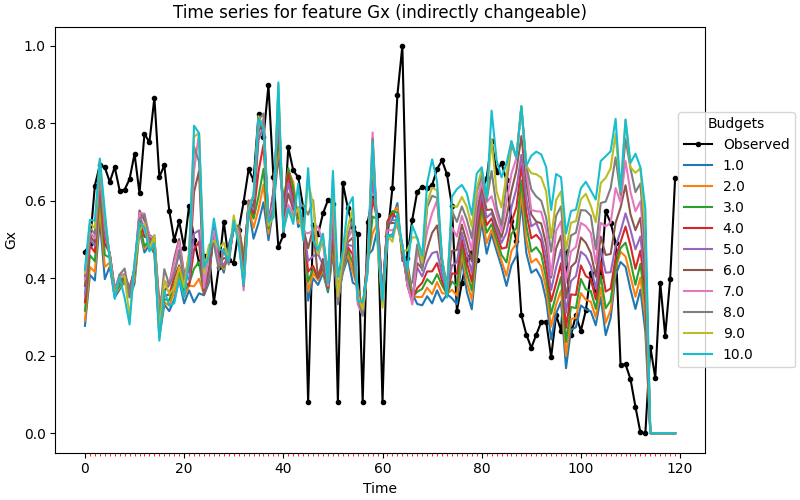 Time series for feature Gx (indirectly changeable)
Gx
1.0
0.8
0.6
0.4
0.2
0.0
0 20 40 60 80 100 120
Time
Budgets
Observed
1.0
2.0
3.0
4.0
5.0
6.0
7.0
8.0
9.0
10.0